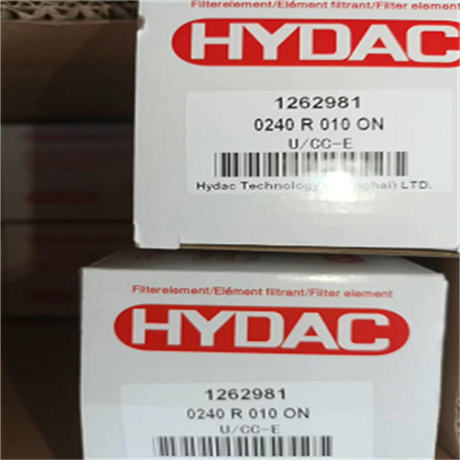 Filterelement/Elément filtrant/Filter element
HYDAC
1262981
0240 R 010 ON
U/CC-E
Hydac Technology (Shanghai) LTD.
Filterelement/Elément filtrant/Filter element
HYDAC
1262981
0240 R 010 ON
U/CC-E